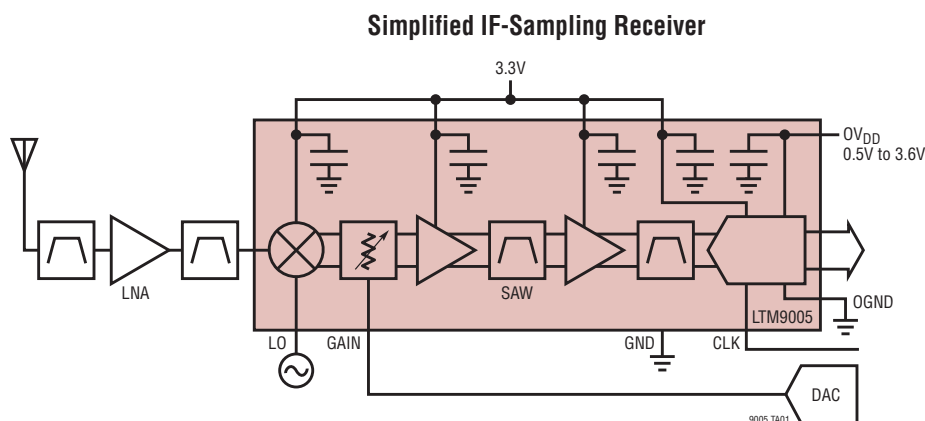 Simplified IF-Sampling Receiver
3.3V
OVDD
0.5V to 3.6V
LNA
SAW
LTM9005
OGND
LO
GAIN
GND
CLK
DAC
9005 TA01